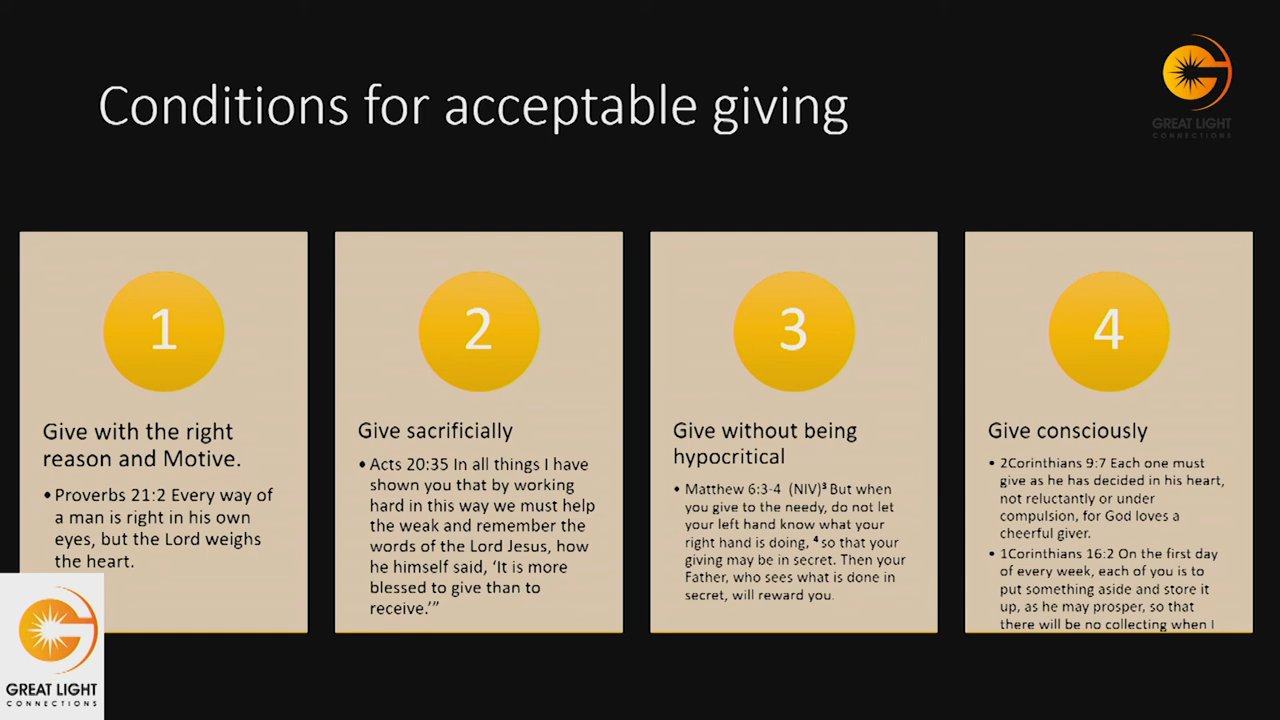 Conditions for acceptable giving
GREAT LIGHT
CONNECTIONS
1
Give with the right
reason and Motive.
• Proverbs 21:2 Every way of
a man is right in his own
eyes, but the Lord weighs
the heart.
2
Give sacrificially
• Acts 20:35 In all things I have
shown you that by working
hard in this way we must help
the weak and remember the
words of the Lord Jesus, how
he himself said, ‘It is more
blessed to give than to
receive.’”
3
Give without being
hypocritical
• Matthew 6:3-4 (NIV)³ But when
you give to the needy, do not let
your left hand know what your
right hand is doing, ⁴ so that your
giving may be in secret. Then your
Father, who sees what is done in
secret, will reward you.
4
Give consciously
• 2Corinthians 9:7 Each one must
give as he has decided in his heart,
not reluctantly or under
compulsion, for God loves a
cheerful giver.
• 1Corinthians 16:2 On the first day
of every week, each of you is to
put something aside and store it
up, as he may prosper, so that
there will be no collecting when I
GREAT LIGHT
CONNECTIONS